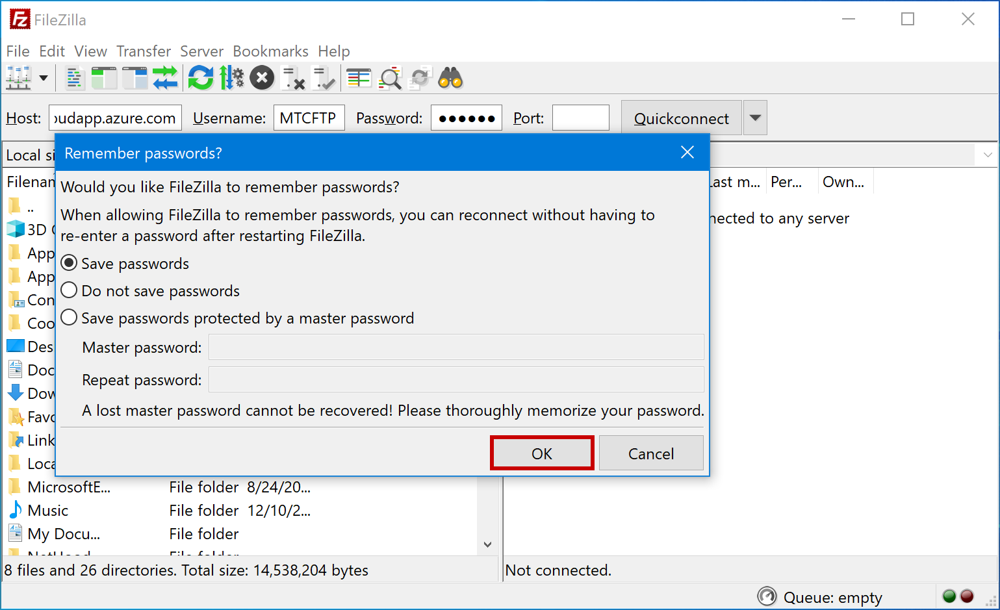 FileZilla
File Edit View Transfer Server Bookmarks Help
Host: oudapp.azure.com Username: MTCFTP Password: ●●●●●● Port: Quickconnect
Local si
Remember passwords?
Would you like FileZilla to remember passwords?
When allowing FileZilla to remember passwords, you can reconnect without having to
re-enter a password after restarting FileZilla.
Save passwords
Do not save passwords
Save passwords protected by a master password
Master password:
Repeat password:
A lost master password cannot be recovered! Please thoroughly memorize your password.
OK Cancel
Filenam
..
3D
App
App
Con
Coo
Des
Doc
Dow
Favo
Link
Loca
MicrosoftE... File folder 8/24/20...
Music File folder 12/10/2...
My Docu... File folder
NetHood File folder
8 files and 26 directories. Total size: 14,538,204 bytes
Last m... Per... Own...
nected to any server
Not connected.
Queue: empty